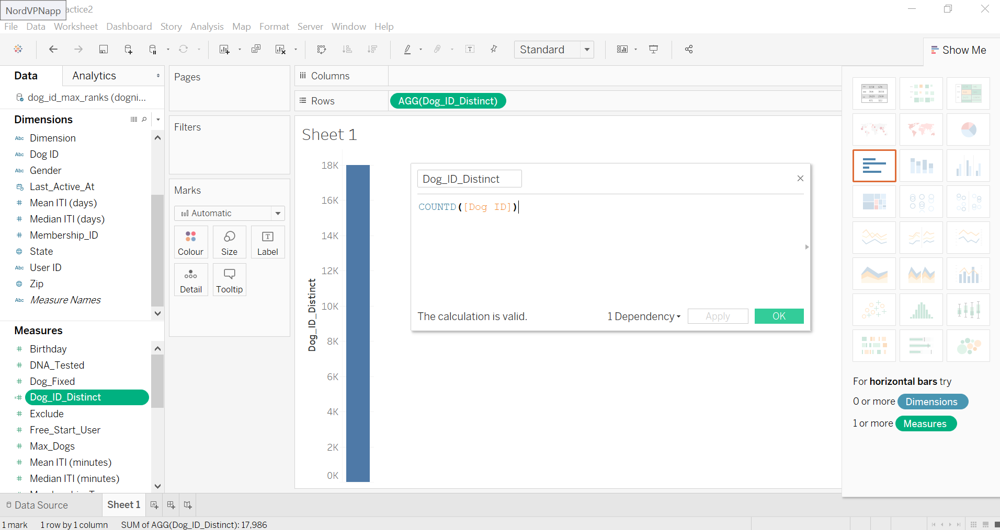 NordVPNapp
actice2
File Data Worksheet Dashboard Story Analysis Map Format Server Window Help
Standard
Show Me
Data
Analytics
dog_id_max_ranks (dogni...
Dimensions
Abc Dimension
Abc Dog ID
Abc Gender
Last_Active_At
# Mean ITI (days)
# Median ITI (days)
# Membership_ID
State
Abc User ID
Zip
Abc Measure Names
Measures
# Birthday
# DNA_Tested
# Dog_Fixed
=# Dog_ID_Distinct
# Exclude
# Free_Start_User
# Max_Dogs
# Mean ITI (minutes)
# Median ITI (minutes)
Pages
Filters
Marks
Automatic
Colour
Size
Label
Detail
Tooltip
Columns
Rows
AGG(Dog_ID_Distinct)
Sheet 1
Dog_ID_Distinct
18K
16K
14K
12K
10K
8K
6K
4K
2K
0K
Dog_ID_Distinct
COUNTD([Dog ID])
The calculation is valid.
1 Dependency
Apply
OK
For horizontal bars try
0 or more Dimensions
1 or more Measures
Data Source
Sheet 1
1 mark 1 row by 1 column SUM of AGG(Dog_ID_Distinct): 17,986